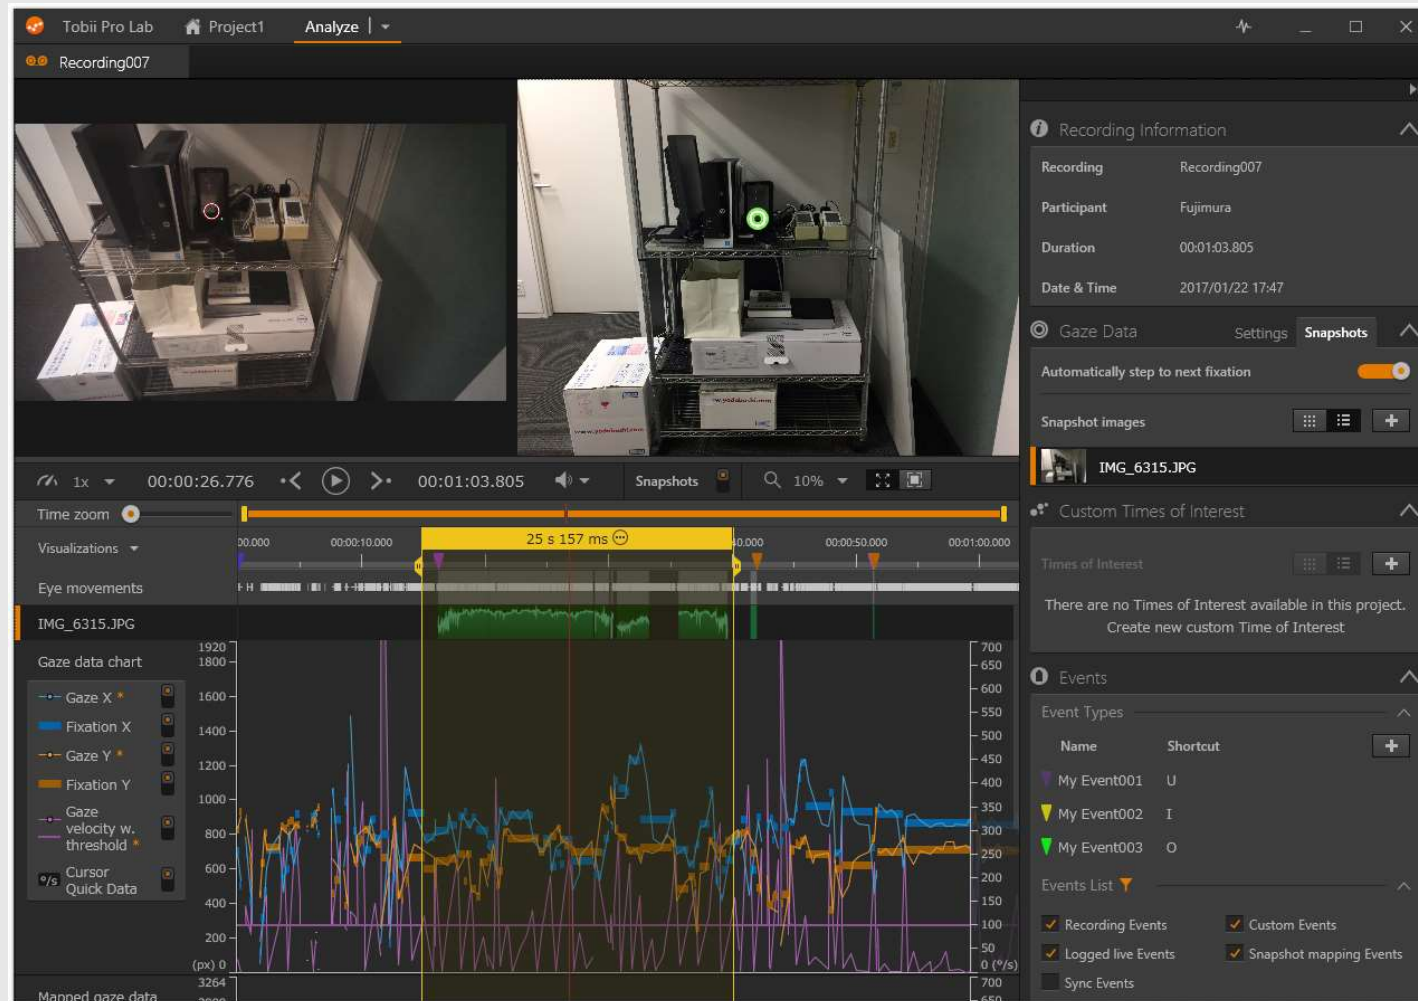 Tobii Pro Lab Project1 Analyze
Recording007
Recording Information
Recording Recording007
Participant Fujimura
Duration 00:01:03.805
Date & Time 2017/01/22 17:47
Gaze Data Settings Snapshots
Automatically step to next fixation
Snapshot images
IMG_6315.JPG
1x 00:00:26.776 00:01:03.805 Snapshots 10%
Custom Times of Interest
Times of Interest
There are no Times of Interest available in this project.
Create new custom Time of Interest
Time zoom
Visualizations
00.000 00:00:10.000 25 s 157 ms 40.000 00:00:50.000 00:01:00.000
Eye movements
IMG_6315.JPG
Gaze data chart
Gaze X *
Fixation X
Gaze Y *
Fixation Y
Gaze
velocity w.
threshold *
°/s Cursor
Quick Data
1920
1800
1600
1400
1200
1000
800
600
400
200
(px) 0
700
650
600
550
500
450
400
350
300
250
200
150
100
50
0 (°/s)
Events
Event Types
Name Shortcut
My Event001 U
My Event002 I
My Event003 O
Events List
Recording Events Custom Events
Logged live Events Snapshot mapping Events
Sync Events
Mapped gaze data
3264
700